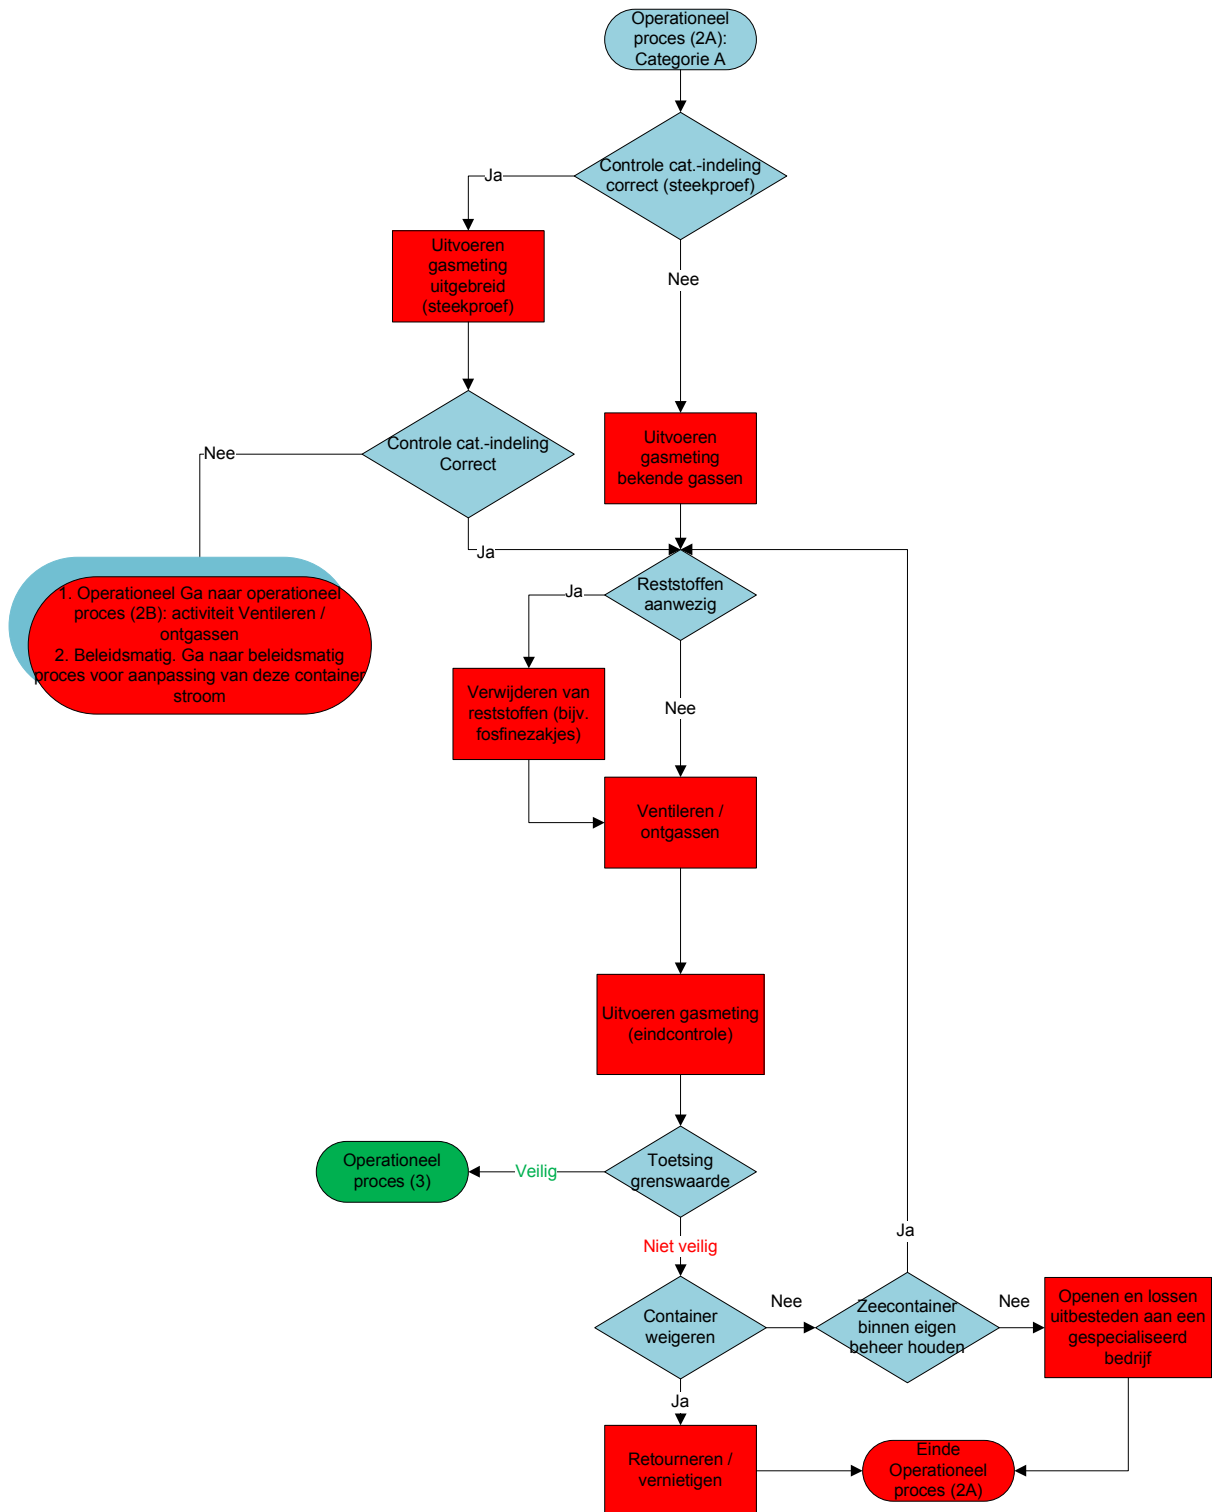 Operationeel
proces (2A):
Categorie A
Controle cat.-indeling
correct (steekproef)
Ja
Uitvoeren
gasmeting
uitgebreid
(steekproef)
Nee
Controle cat.-indeling
Correct
Nee
Uitvoeren
gasmeting
bekende gassen
Ja
1. Operationeel Ga naar operationeel
proces (2B): activiteit Ventileren /
ontgassen
2. Beleidsmatig. Ga naar beleidsmatig
proces voor aanpassing van deze container
stroom
Reststoffen
aanwezig
Ja
Verwijderen van
reststoffen (bijv.
fosfinezakjes)
Nee
Ventileren /
ontgassen
Uitvoeren gasmeting
(eindcontrole)
Toetsing
grenswaarde
Veilig
Operationeel
proces (3)
Niet veilig
Container
weigeren
Nee
Zeecontainer
binnen eigen
beheer houden
Ja
Nee
Openen en lossen
uitbesteden aan een
gespecialiseerd
bedrijf
Ja
Retourneren /
vernietigen
Einde
Operationeel
proces (2A)